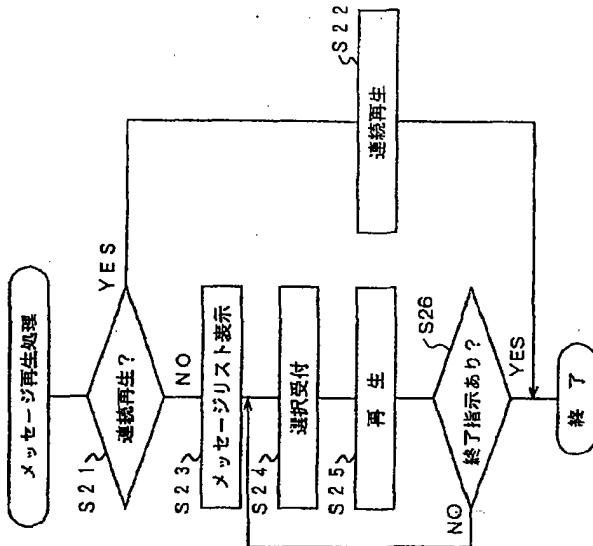 メッセージ再生処理
S21
連続再生？
YES
NO
S22
連続再生
S23
メッセージリスト表示
S24
選択受付
S25
再 生
S26
終了指示あり？
NO
YES
終 了